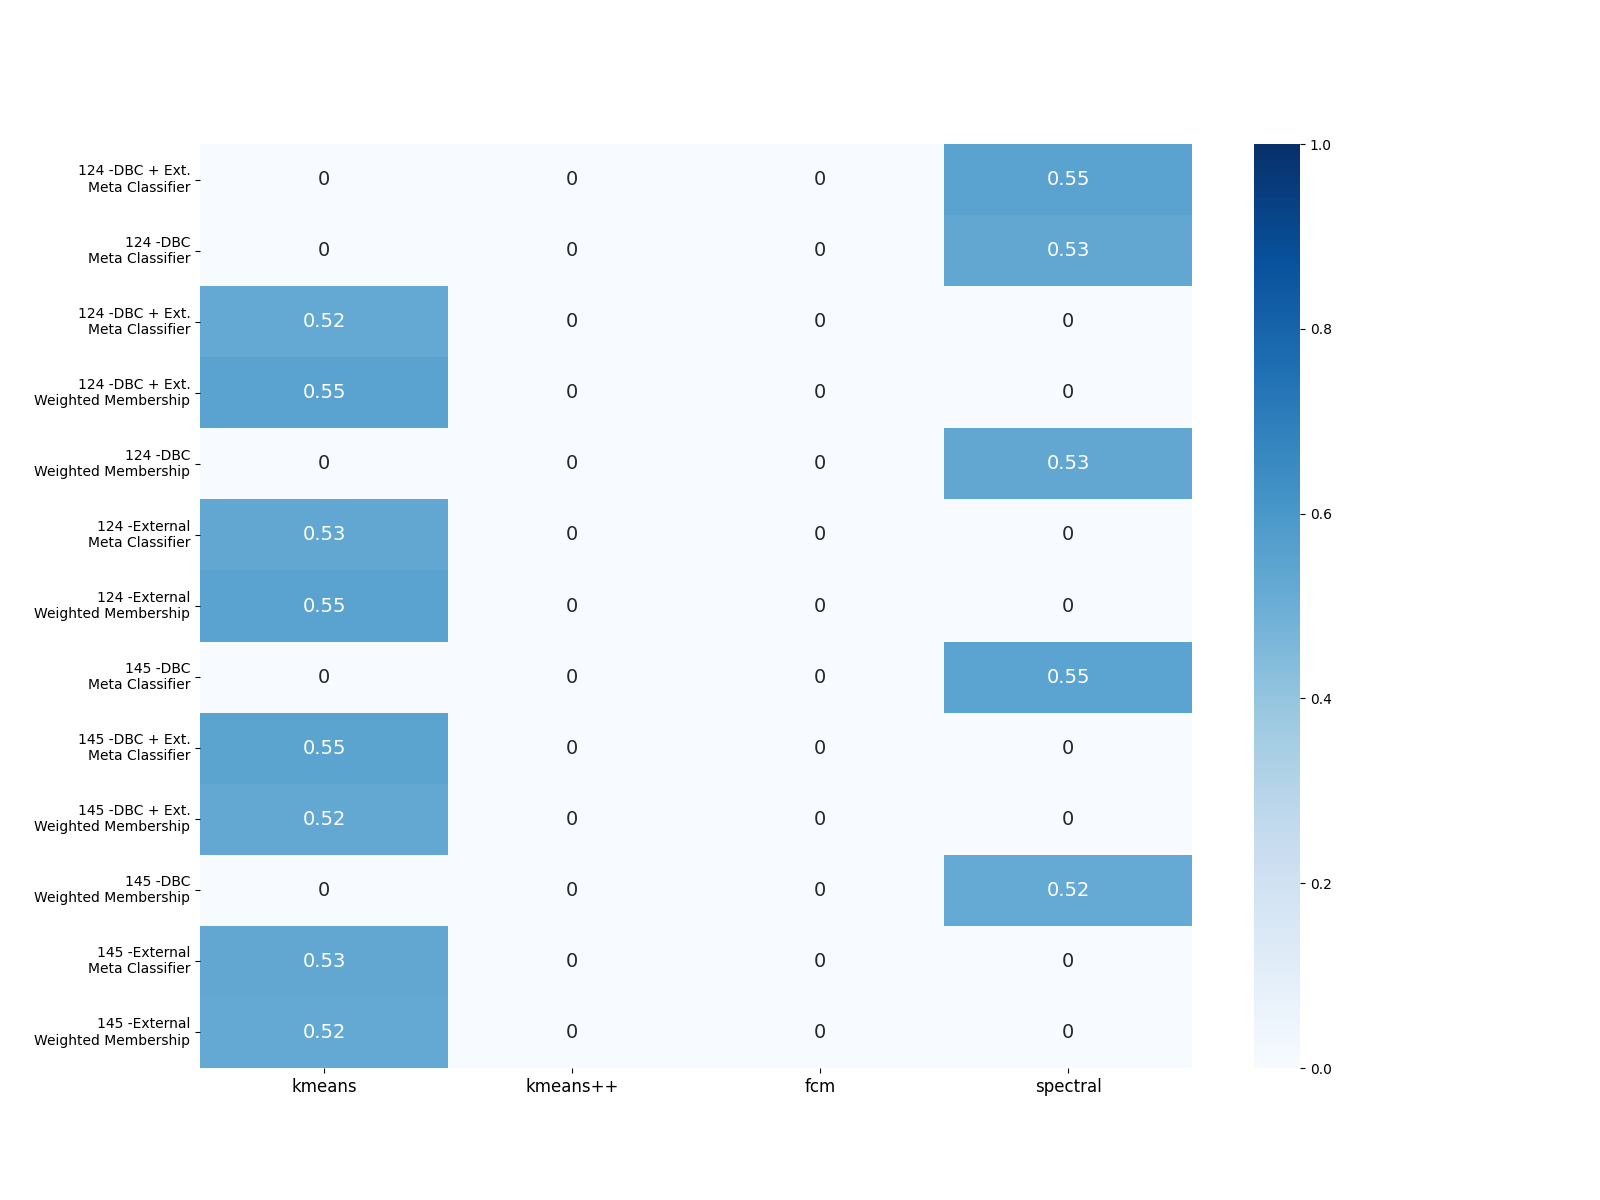 124 -DBC + Ext.
Meta Classifier
0 0 0 0.55
124 -DBC
Meta Classifier
0 0 0 0.53
124 -DBC + Ext.
Meta Classifier
0.52 0 0 0
124 -DBC + Ext.
Weighted Membership
0.55 0 0 0
124 -DBC
Weighted Membership
0 0 0 0.53
124 -External
Meta Classifier
0.53 0 0 0
124 -External
Weighted Membership
0.55 0 0 0
145 -DBC
Meta Classifier
0 0 0 0.55
145 -DBC + Ext.
Meta Classifier
0.55 0 0 0
145 -DBC + Ext.
Weighted Membership
0.52 0 0 0
145 -DBC
Weighted Membership
0 0 0 0.52
145 -External
Meta Classifier
0.53 0 0 0
145 -External
Weighted Membership
0.52 0 0 0
kmeans kmeans++ fcm spectral
1.0
0.8
0.6
0.4
0.2
0.0